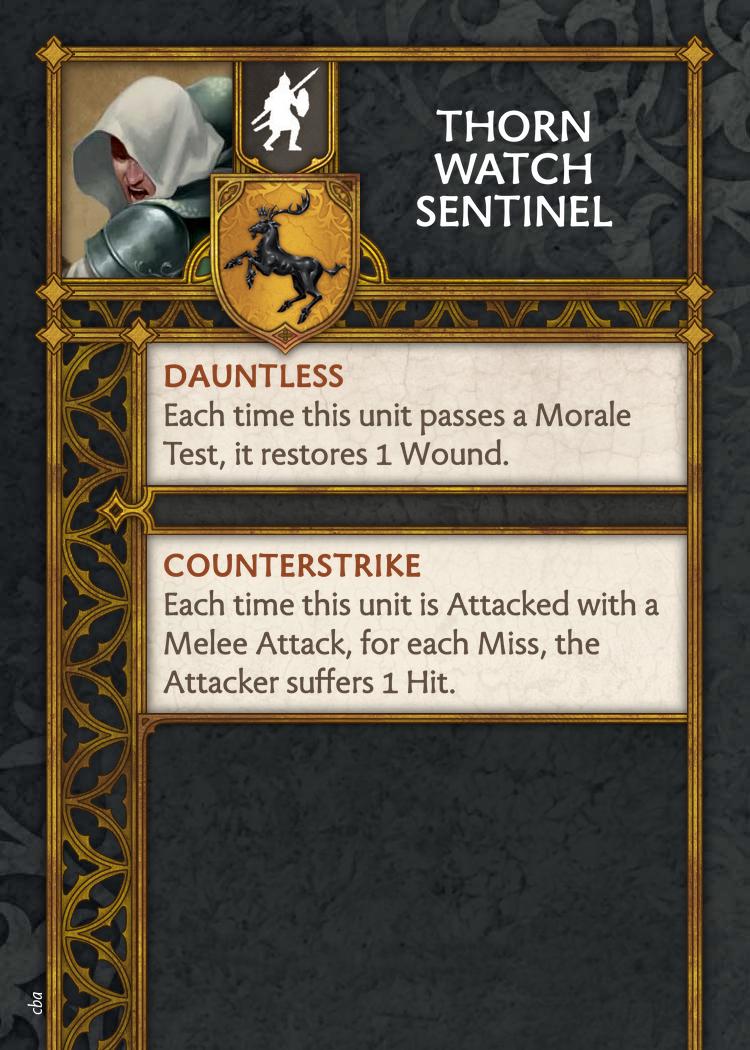 THORN
WATCH
SENTINEL
DAUNTLESS
Each time this unit passes a Morale
Test, it restores 1 Wound.
COUNTERSTRIKE
Each time this unit is Attacked with a
Melee Attack, for each Miss, the
Attacker suffers 1 Hit.
cba